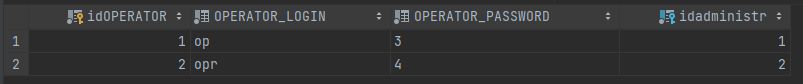 idOPERATOR OPERATOR_LOGIN OPERATOR_PASSWORD idadministr
1 1 op 3 1
2 2 opr 4 2